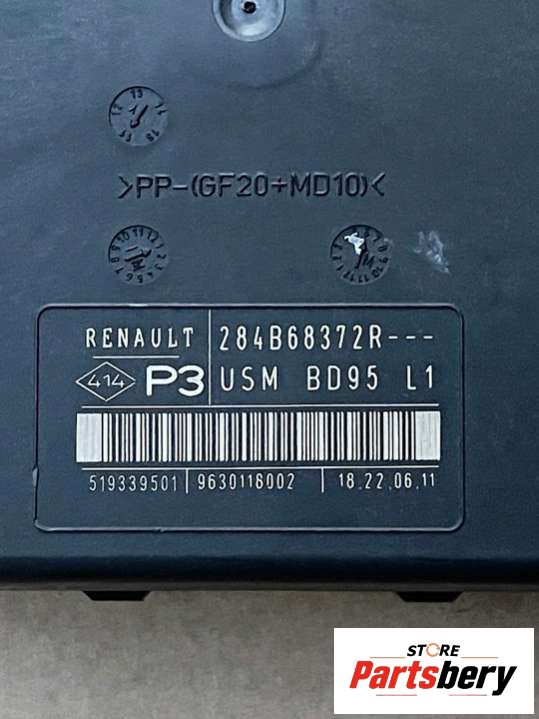 >PP-(GF20+MD10)<
RENAULT 284B68372R---
414 P3 USM BD95 L1
519339501 9630118002 18.22.06.11
STORE
Partsbery